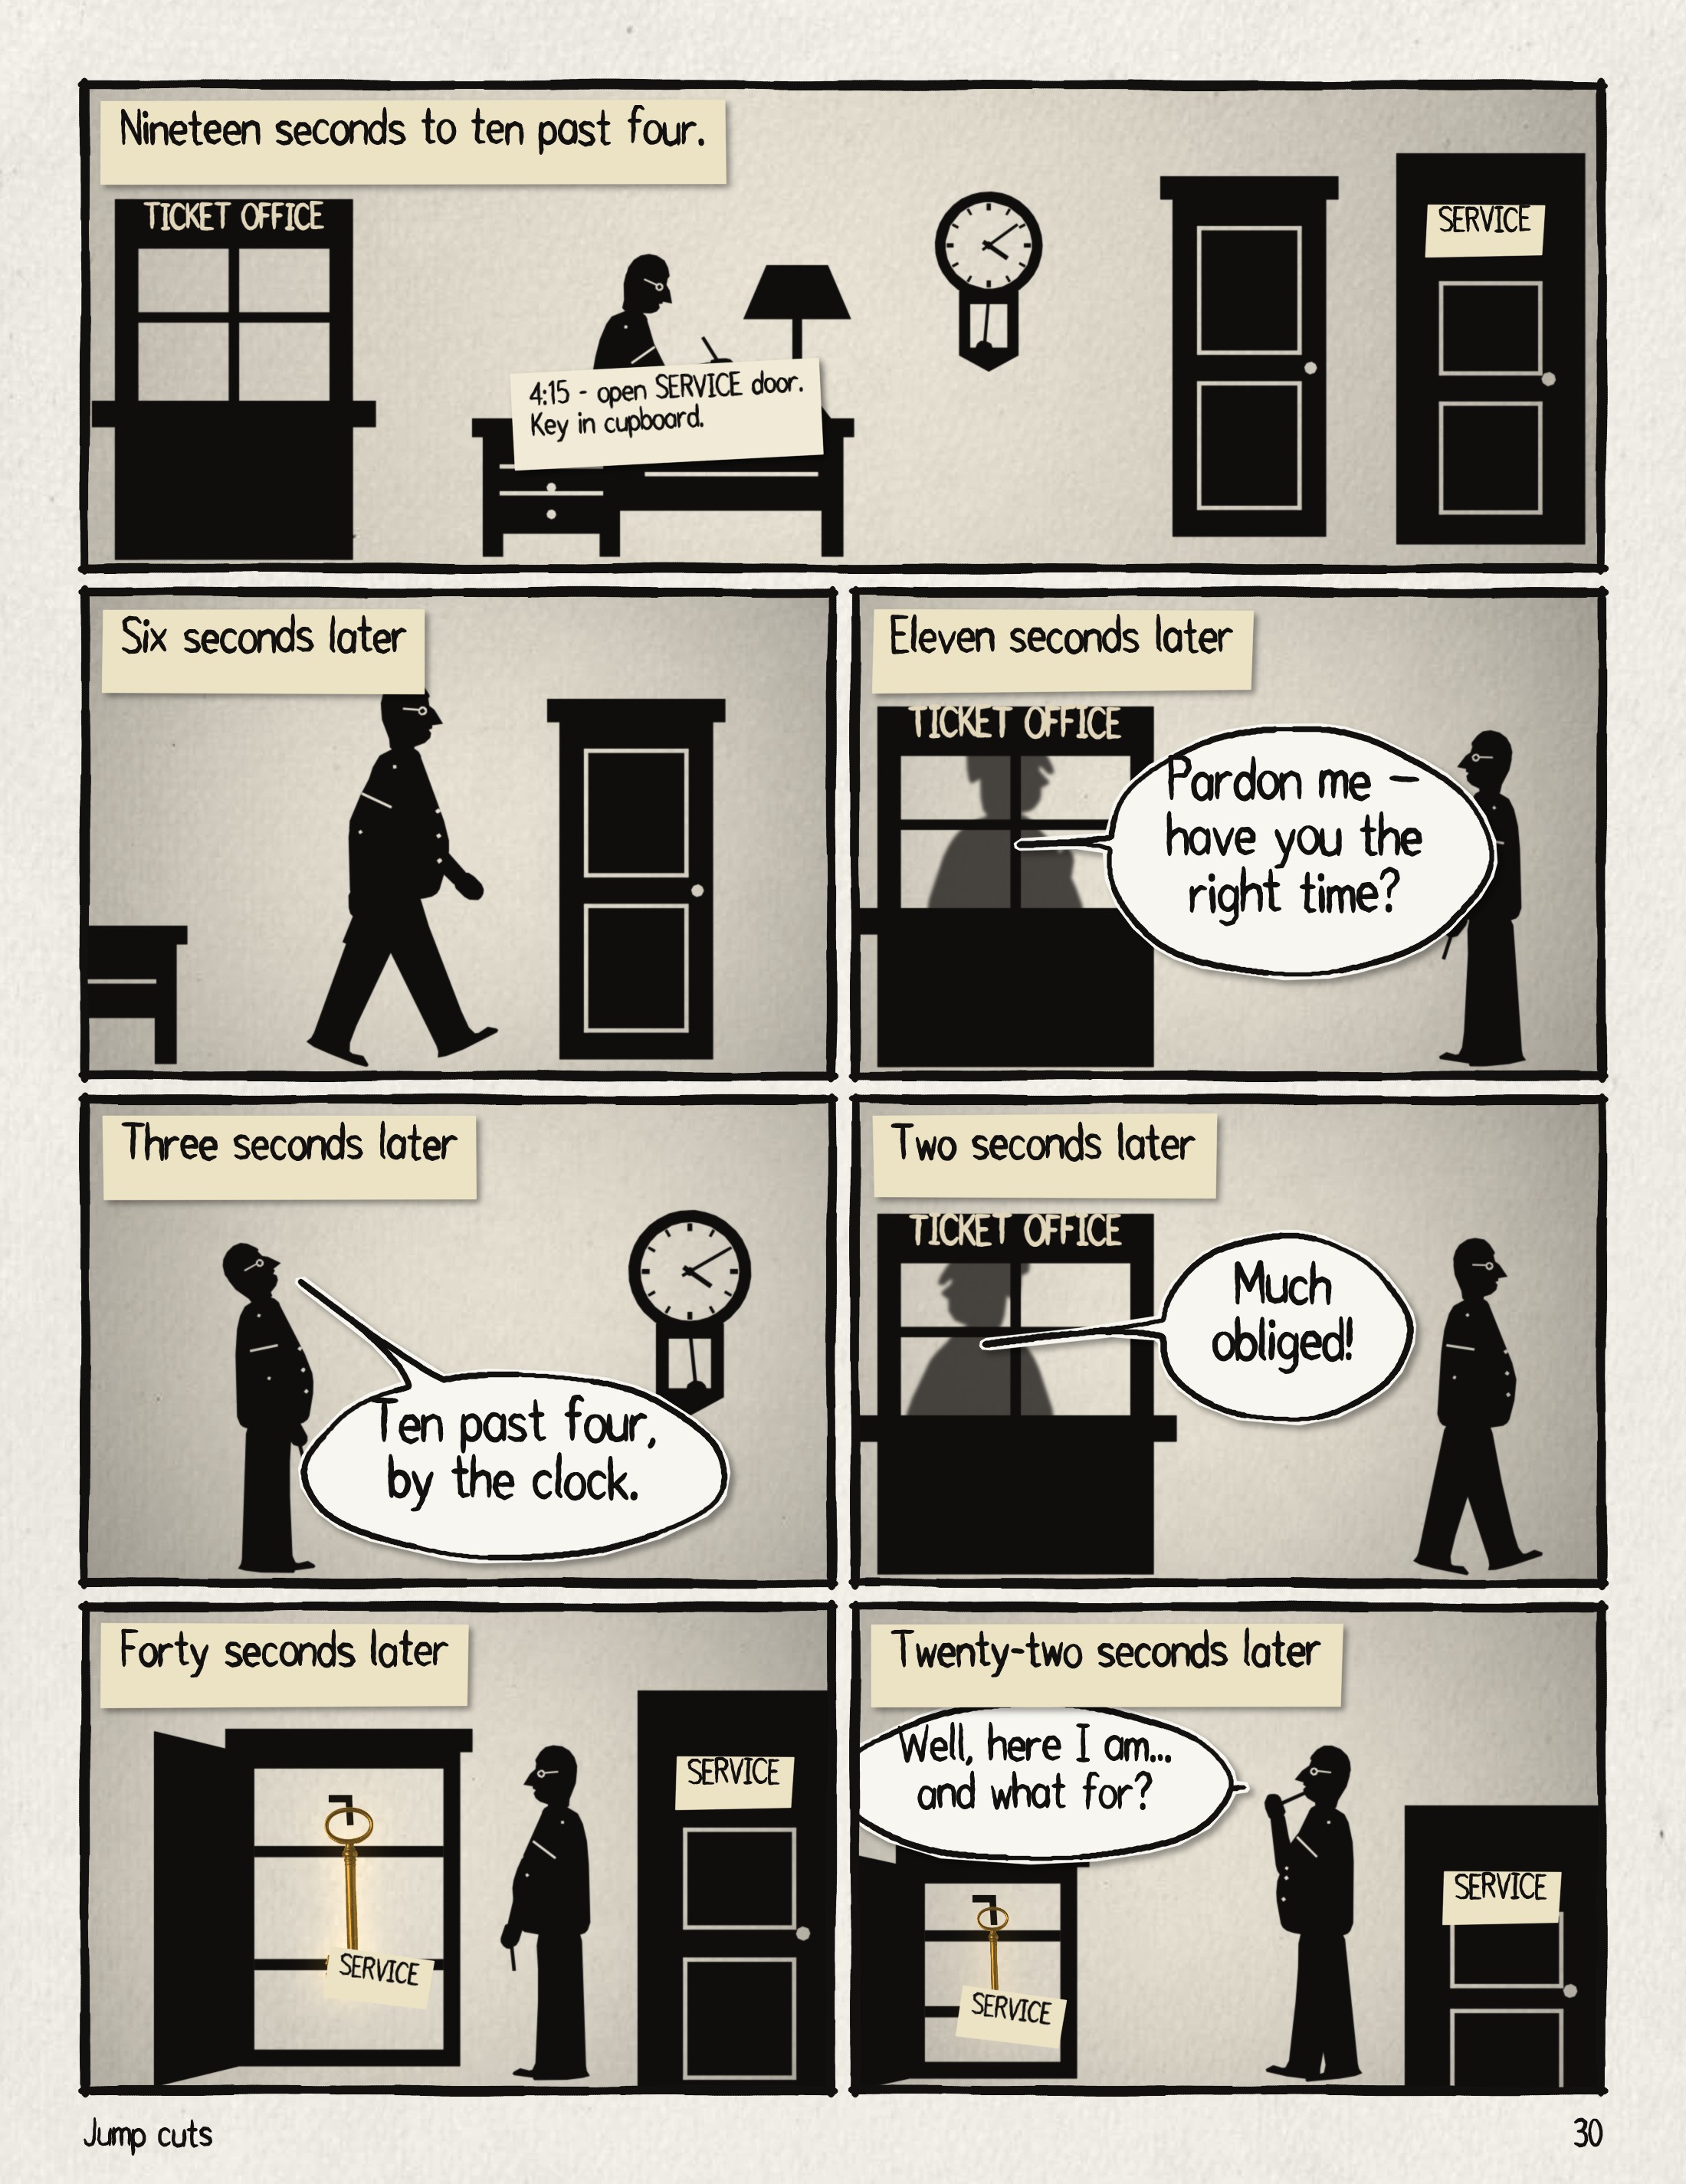 Nineteen seconds to ten past four.
TICKET OFFICE
SERVICE
4:15 - open SERVICE door.
Key in cupboard.
Six seconds later
Eleven seconds later
TICKET OFFICE
Pardon me —
have you the
right time?
Three seconds later
Ten past four,
by the clock.
Two seconds later
TICKET OFFICE
Much
obliged!
Forty seconds later
SERVICE
SERVICE
Twenty-two seconds later
Well, here I am...
and what for?
SERVICE
SERVICE
Jump cuts
30